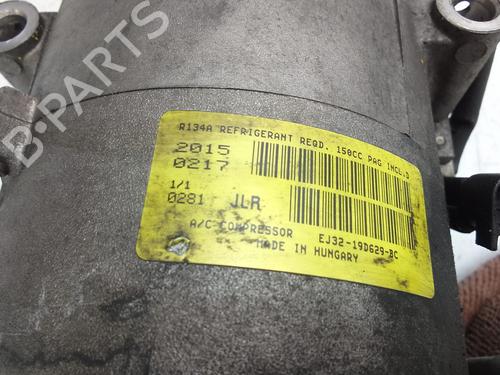 B-PARTS
R134A REFRIGERANT REQD. 150CC PAG INCL.D
2015
0217
1/1
0281 JLR
A/C COMPRESSOR EJ32-19D629-BC
MADE IN HUNGARY